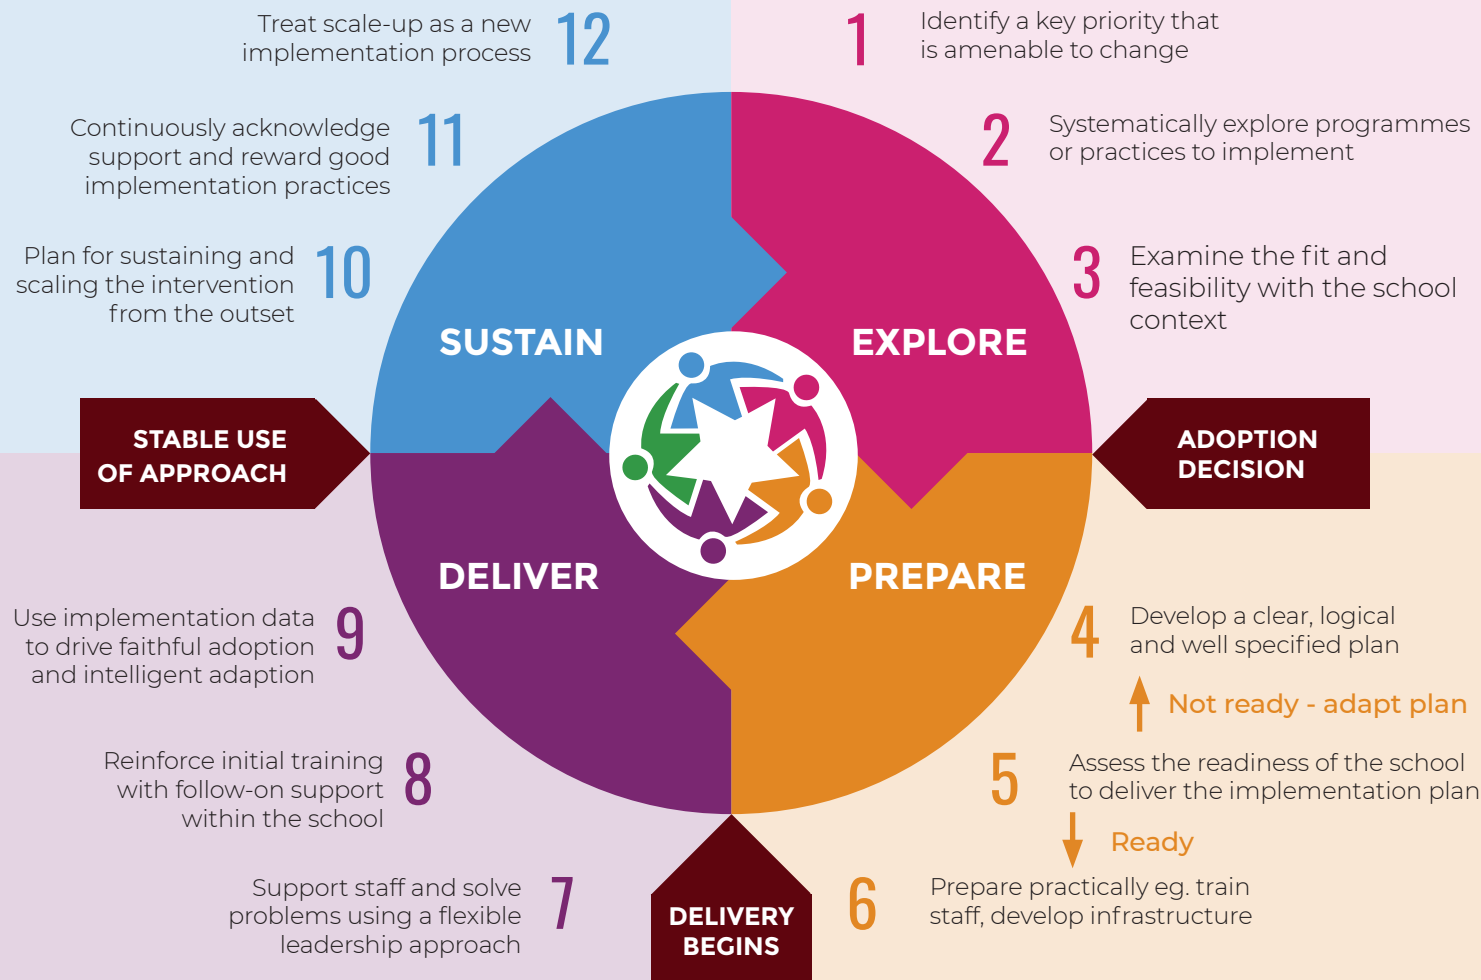 1
Identify a key priority that
is amenable to change
2
Systematically explore programmes
or practices to implement
3
Examine the fit and
feasibility with the school
context
EXPLORE
ADOPTION
DECISION
PREPARE
4
Develop a clear, logical
and well specified plan
Not ready - adapt plan
5
Assess the readiness of the school
to deliver the implementation plan
Ready
6
Prepare practically eg. train
staff, develop infrastructure
DELIVERY
BEGINS
7
Support staff and solve
problems using a flexible
leadership approach
8
Reinforce initial training
with follow-on support
within the school
9
Use implementation data
to drive faithful adoption
and intelligent adaption
DELIVER
STABLE USE
OF APPROACH
SUSTAIN
10
Plan for sustaining and
scaling the intervention
from the outset
11
Continuously acknowledge
support and reward good
implementation practices
12
Treat scale-up as a new
implementation process